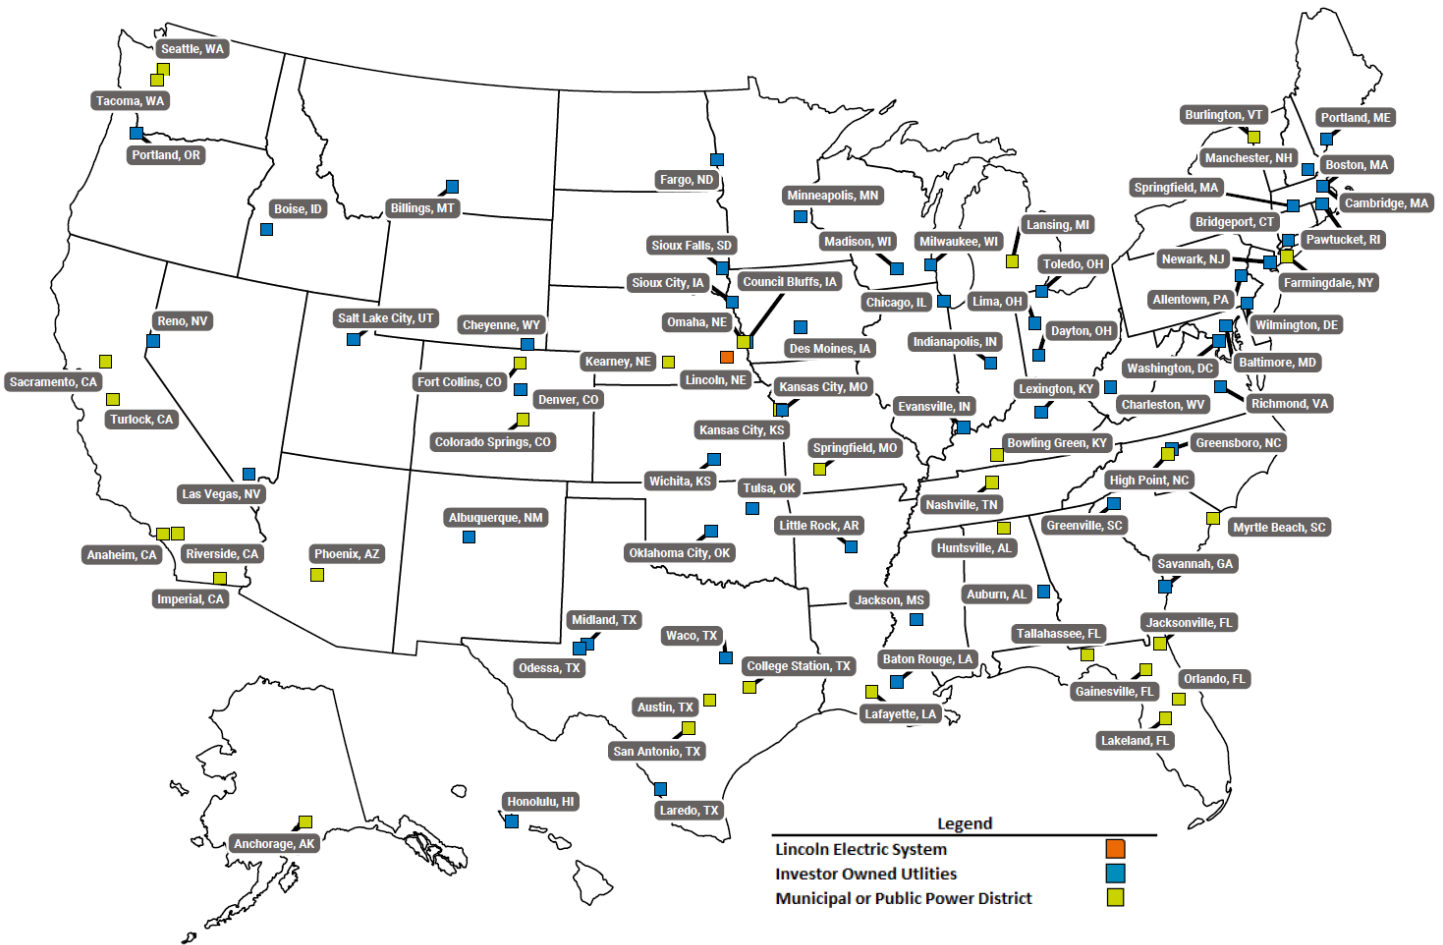 Seattle, WA
Tacoma, WA
Portland, OR
Boise, ID
Billings, MT
Fargo, ND
Minneapolis, MN
Sioux Falls, SD
Sioux City, IA
Council Bluffs, IA
Omaha, NE
Madison, WI
Milwaukee, WI
Lansing, MI
Toledo, OH
Chicago, IL
Lima, OH
Dayton, OH
Indianapolis, IN
Des Moines, IA
Burlington, VT
Portland, ME
Manchester, NH
Boston, MA
Springfield, MA
Cambridge, MA
Bridgeport, CT
Pawtucket, RI
Newark, NJ
Farmingdale, NY
Allentown, PA
Wilmington, DE
Washington, DC
Baltimore, MD
Charleston, WV
Richmond, VA
Reno, NV
Salt Lake City, UT
Cheyenne, WY
Kearney, NE
Lincoln, NE
Sacramento, CA
Turlock, CA
Fort Collins, CO
Denver, CO
Colorado Springs, CO
Kansas City, MO
Kansas City, KS
Evansville, IN
Lexington, KY
Bowling Green, KY
Greensboro, NC
High Point, NC
Springfield, MO
Wichita, KS
Tulsa, OK
Nashville, TN
Las Vegas, NV
Albuquerque, NM
Oklahoma City, OK
Little Rock, AR
Huntsville, AL
Greenville, SC
Myrtle Beach, SC
Anaheim, CA
Riverside, CA
Imperial, CA
Phoenix, AZ
Savannah, GA
Auburn, AL
Jackson, MS
Midland, TX
Odessa, TX
Waco, TX
College Station, TX
Baton Rouge, LA
Lafayette, LA
Tallahassee, FL
Jacksonville, FL
Gainesville, FL
Orlando, FL
Lakeland, FL
Austin, TX
San Antonio, TX
Laredo, TX
Honolulu, HI
Anchorage, AK
Legend
Lincoln Electric System
Investor Owned Utlities
Municipal or Public Power District